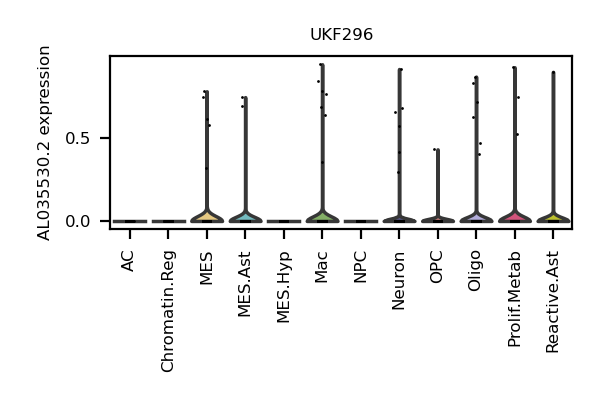 UKF296
AL035530.2 expression
0.5
0.0
AC
Chromatin.Reg
MES
MES.Ast
MES.Hyp
Mac
NPC
Neuron
OPC
Oligo
Prolif.Metab
Reactive.Ast